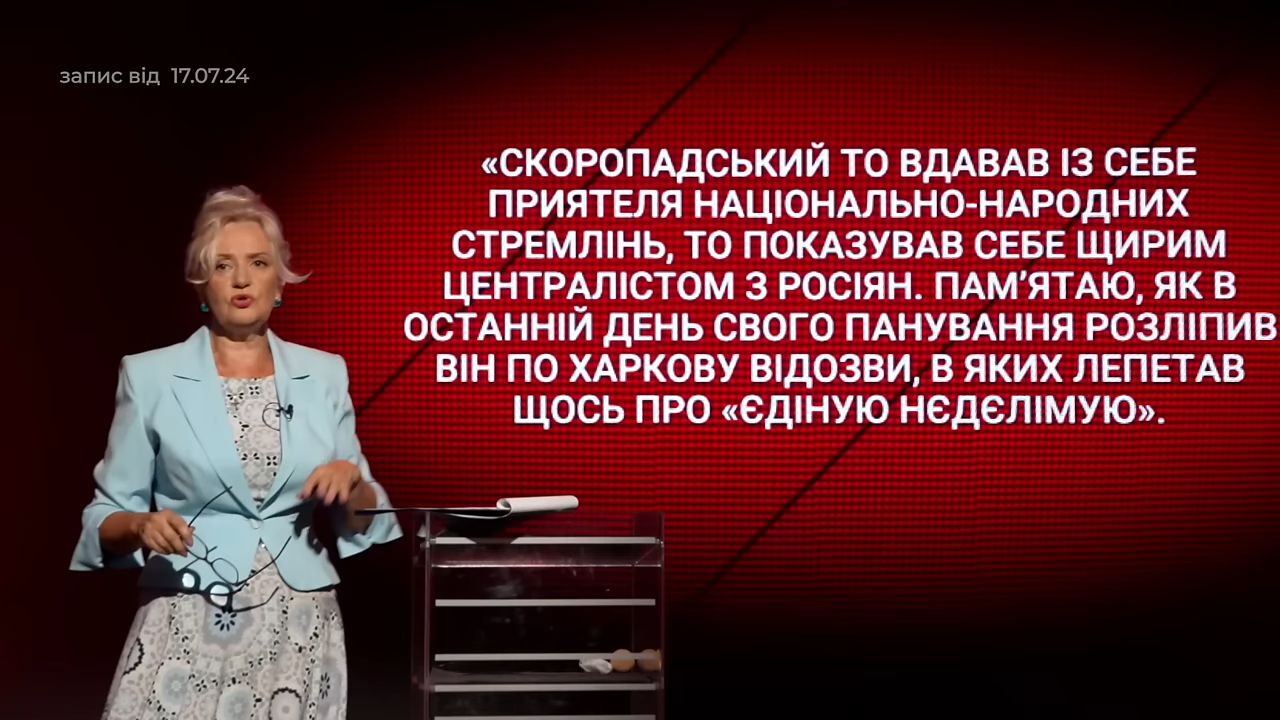 запис від 17.07.24
«СКОРОПАДСЬКИЙ ТО ВДАВАВ ІЗ СЕБЕ
ПРИЯТЕЛЯ НАЦІОНАЛЬНО-НАРОДНИХ
СТРЕМЛІНЬ, ТО ПОКАЗУВАВ СЕБЕ ЩИРИМ
ЦЕНТРАЛІСТОМ З РОСІЯН. ПАМ’ЯТАЮ, ЯК В
ОСТАННІЙ ДЕНЬ СВОГО ПАНУВАННЯ РОЗЛІПИВ
ВІН ПО ХАРКОВУ ВІДОЗВИ, В ЯКИХ ЛЕПЕТАВ
ЩОСЬ ПРО «ЄДІНУЮ НЄДЄЛІМУЮ».